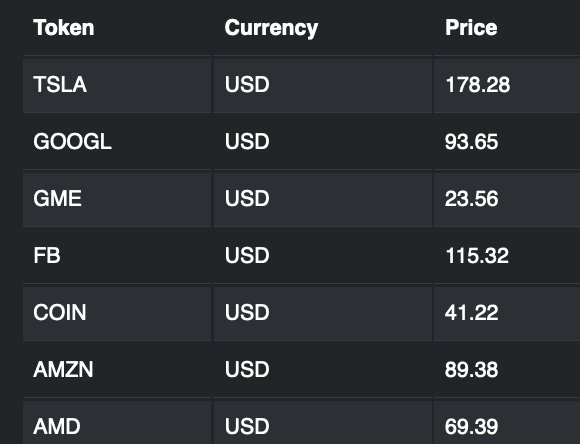 Token Currency Price
TSLA USD 178.28
GOOGL USD 93.65
GME USD 23.56
FB USD 115.32
COIN USD 41.22
AMZN USD 89.38
AMD USD 69.39